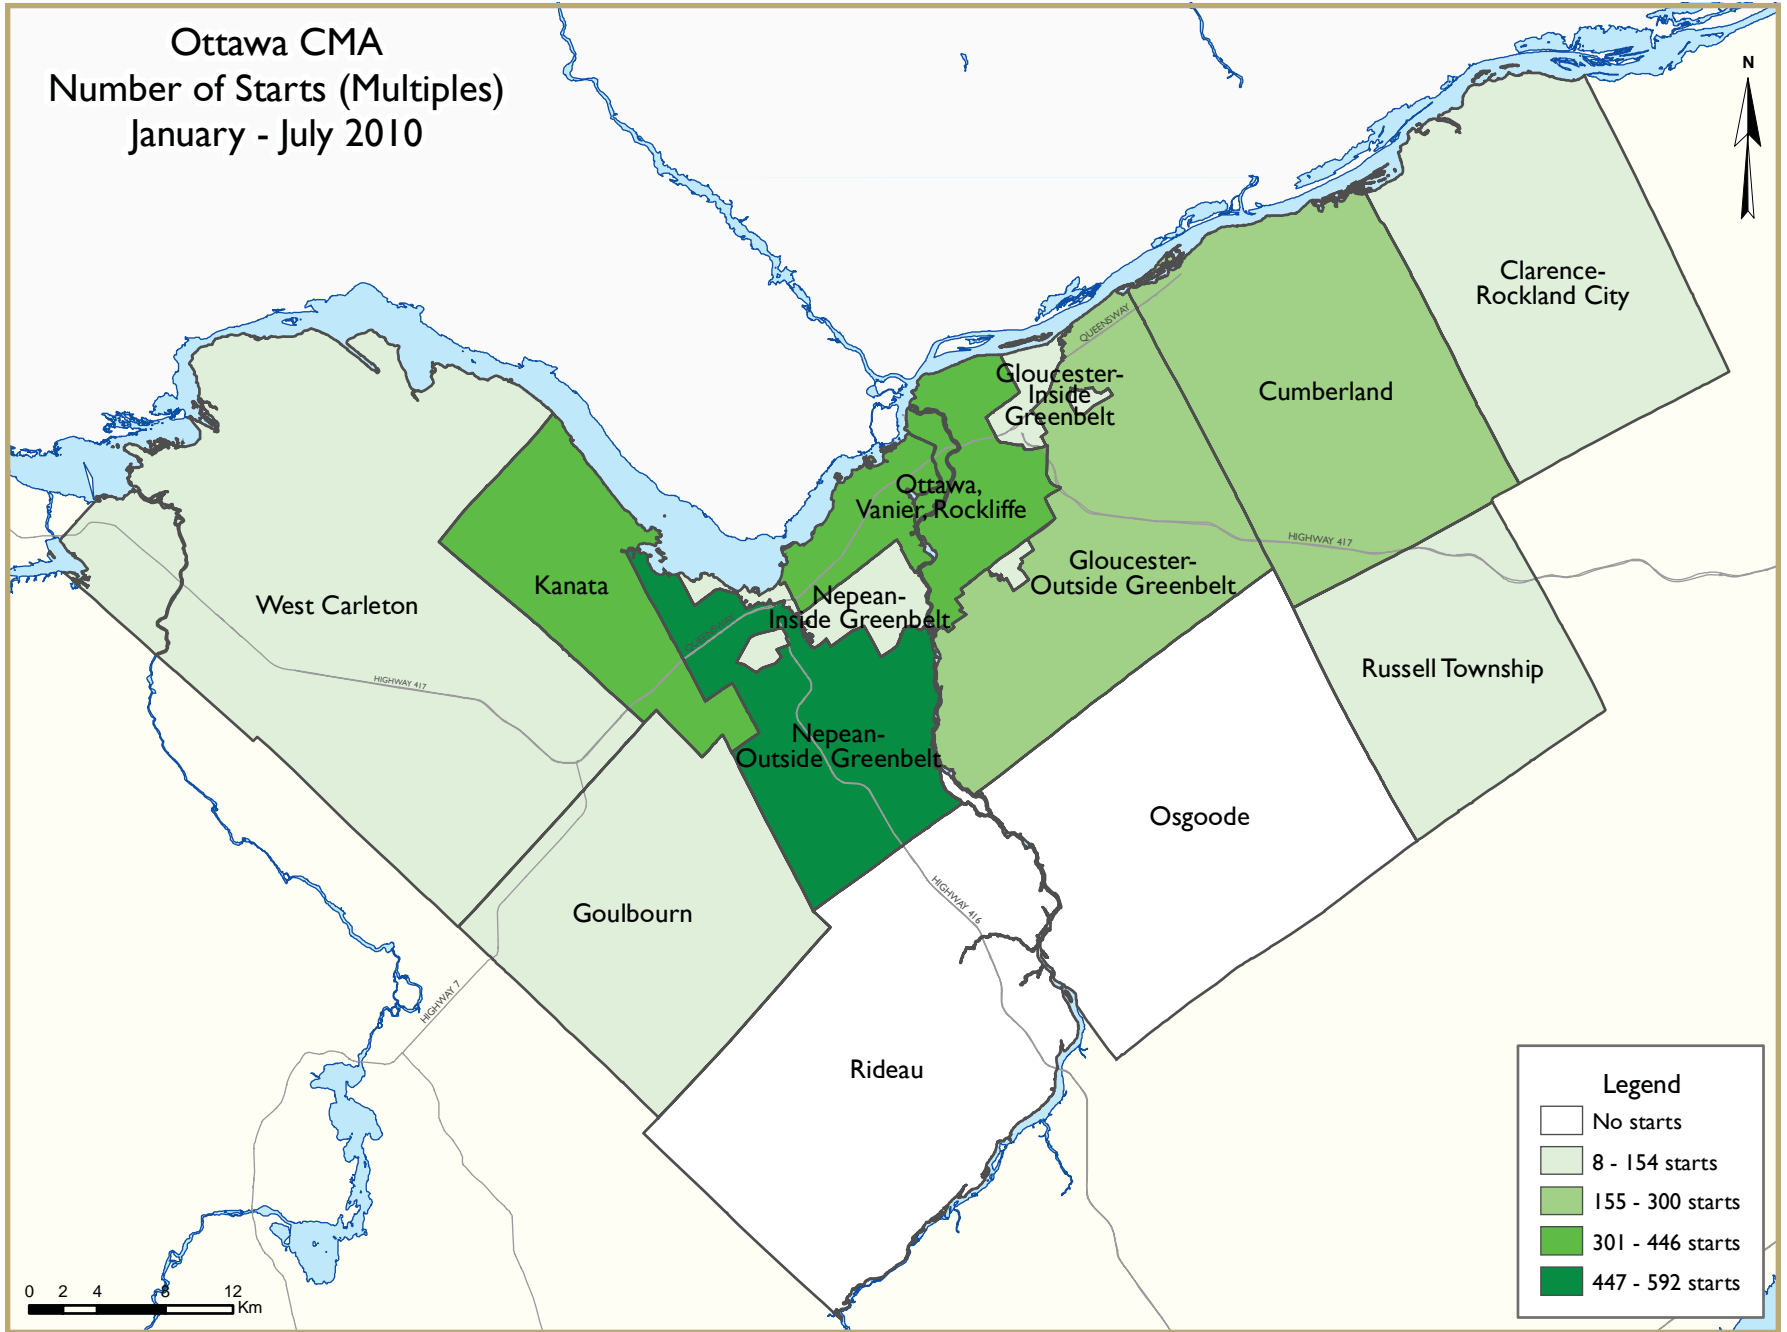 Ottawa CMA
Number of Starts (Multiples)
January - July 2010
N
Clarence-
Rockland City
QUEENSWAY
Gloucester-
Inside
Greenbelt
Cumberland
Ottawa,
Vanier, Rockliffe
HIGHWAY 417
Gloucester-
Outside Greenbelt
Kanata
West Carleton
Nepean-
Inside Greenbelt
QUEENSWAY
Russell Township
HIGHWAY 417
Nepean-
Outside Greenbelt
Osgoode
Goulbourn
HIGHWAY 416
HIGHWAY 7
Rideau
Legend
No starts
8 - 154 starts
155 - 300 starts
301 - 446 starts
447 - 592 starts
0 2 4 8 12
Km